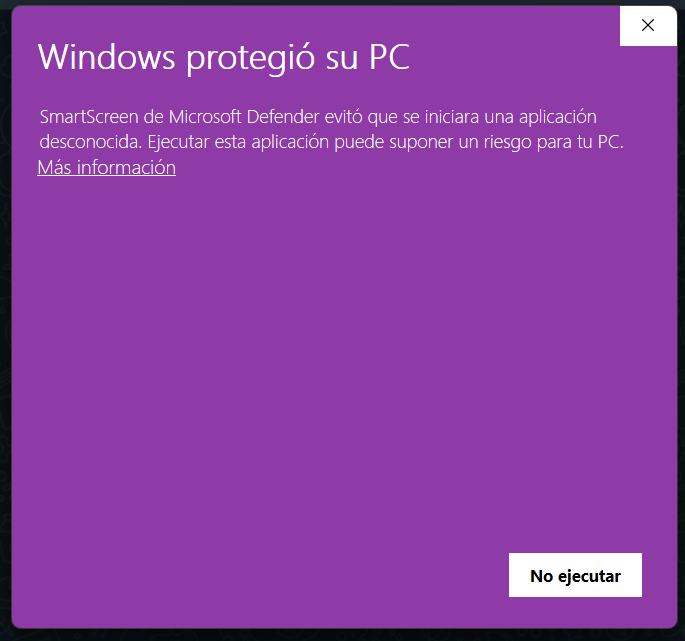 Windows protegió su PC
SmartScreen de Microsoft Defender evitó que se iniciara una aplicación
desconocida. Ejecutar esta aplicación puede suponer un riesgo para tu PC.
Más información
No ejecutar